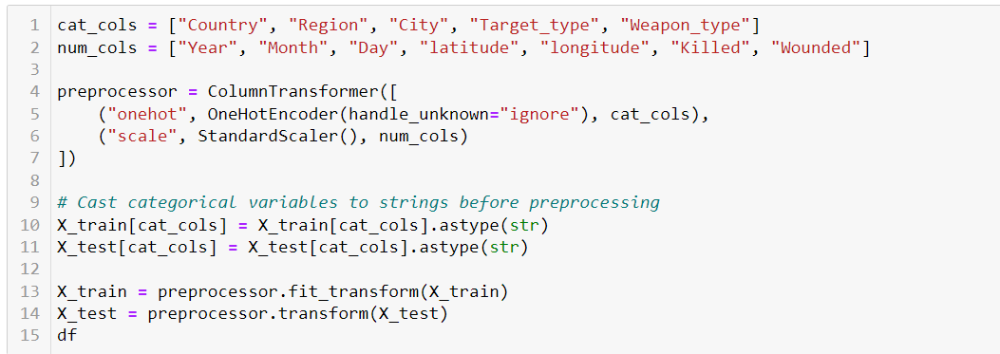 1 cat_cols = ["Country", "Region", "City", "Target_type", "Weapon_type"]
2 num_cols = ["Year", "Month", "Day", "latitude", "longitude", "Killed", "Wounded"]
3
4 preprocessor = ColumnTransformer([
5     ("onehot", OneHotEncoder(handle_unknown="ignore"), cat_cols),
6     ("scale", StandardScaler(), num_cols)
7 ])
8
9 # Cast categorical variables to strings before preprocessing
10 X_train[cat_cols] = X_train[cat_cols].astype(str)
11 X_test[cat_cols] = X_test[cat_cols].astype(str)
12
13 X_train = preprocessor.fit_transform(X_train)
14 X_test = preprocessor.transform(X_test)
15 df